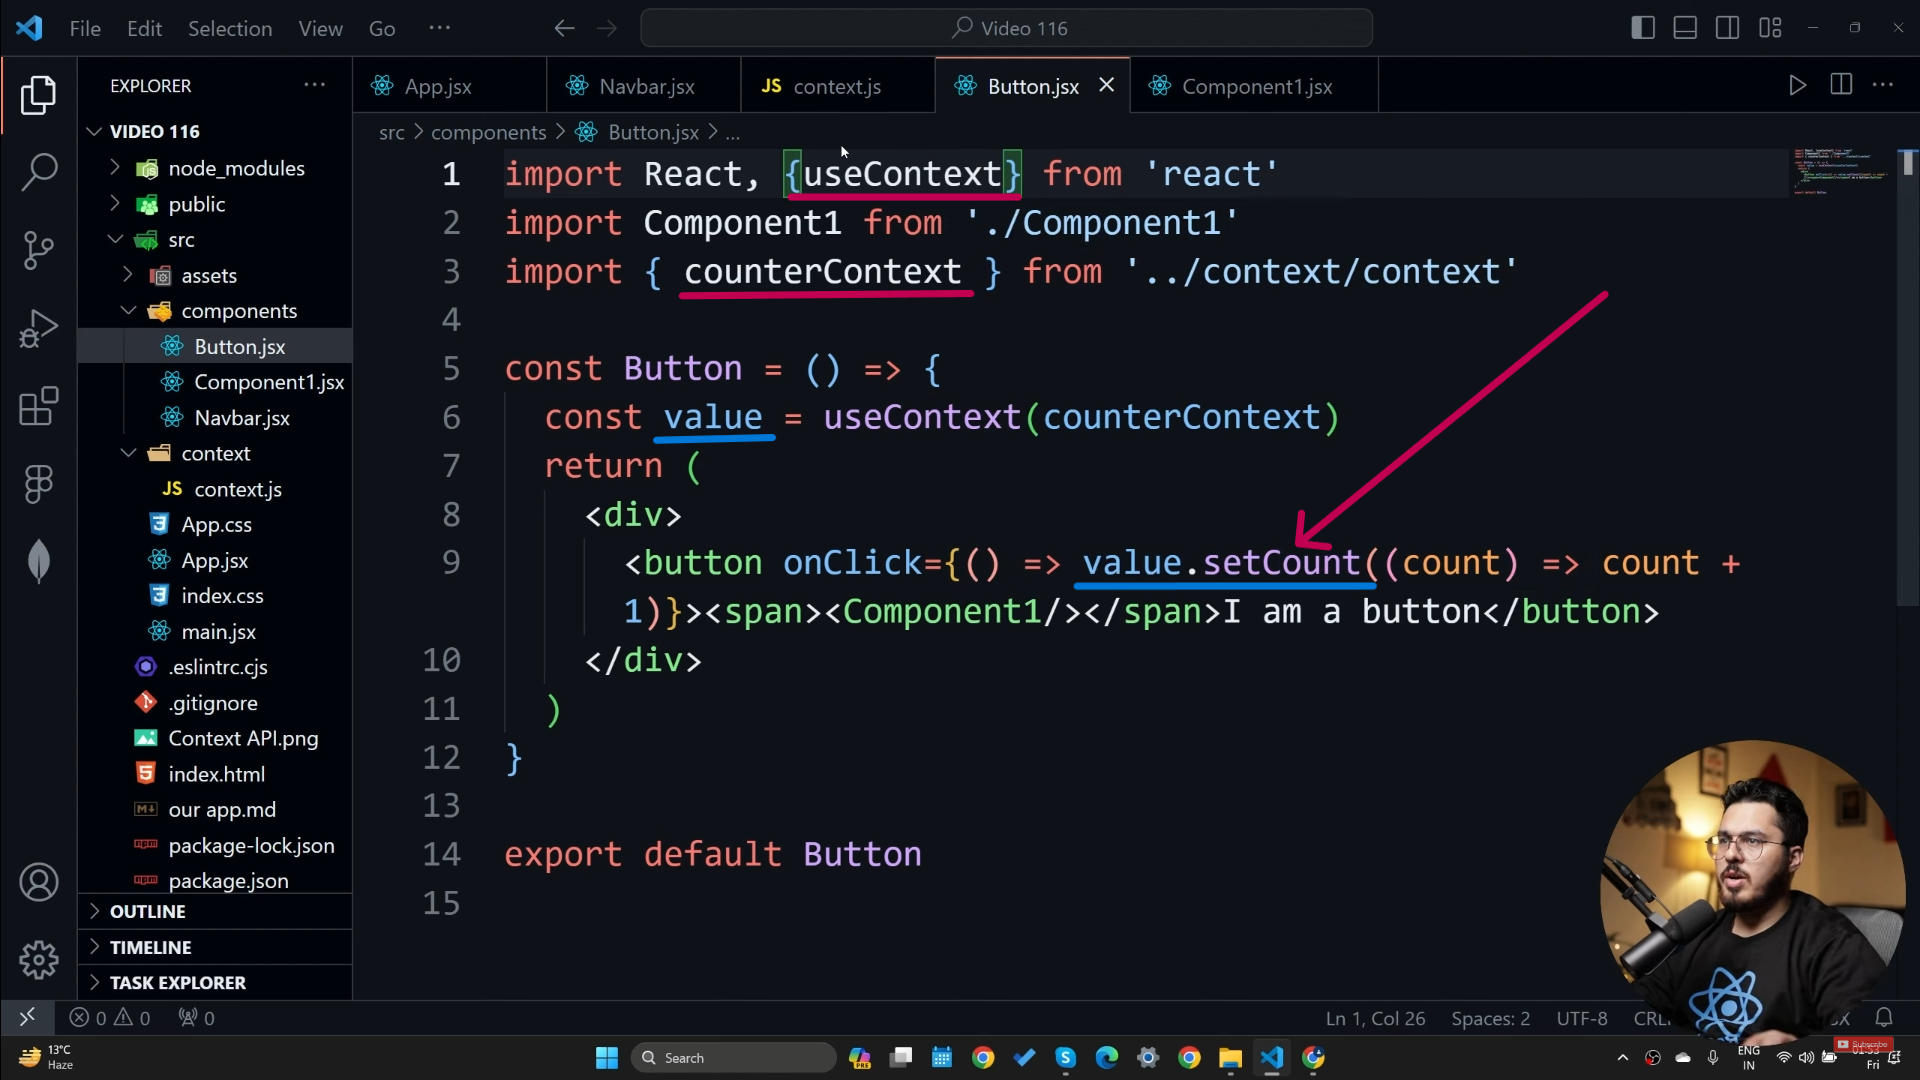 File Edit Selection View Go ···
Video 116
EXPLORER ···
App.jsx
Navbar.jsx
JS context.js
Button.jsx
Component1.jsx
src > components > Button.jsx > ...
VIDEO 116
node_modules
public
src
assets
components
Button.jsx
Component1.jsx
Navbar.jsx
context
JS context.js
App.css
App.jsx
index.css
main.jsx
.eslintrc.cjs
.gitignore
Context API.png
index.html
our app.md
package-lock.json
package.json
OUTLINE
TIMELINE
TASK EXPLORER
1 import React, {useContext} from 'react'
2 import Component1 from './Component1'
3 import { counterContext } from '../context/context'
4
5 const Button = () => {
6 const value = useContext(counterContext)
7 return (
8 <div>
9 <button onClick={() => value.setCount((count) => count +
1)}><span><Component1/></span>I am a button</button>
10 </div>
11 )
12 }
13
14 export default Button
15
0 0 0
Ln 1, Col 26 Spaces: 2 UTF-8
13°C
Haze
Search
PRE
ENG
IN
Fri
Subscribe